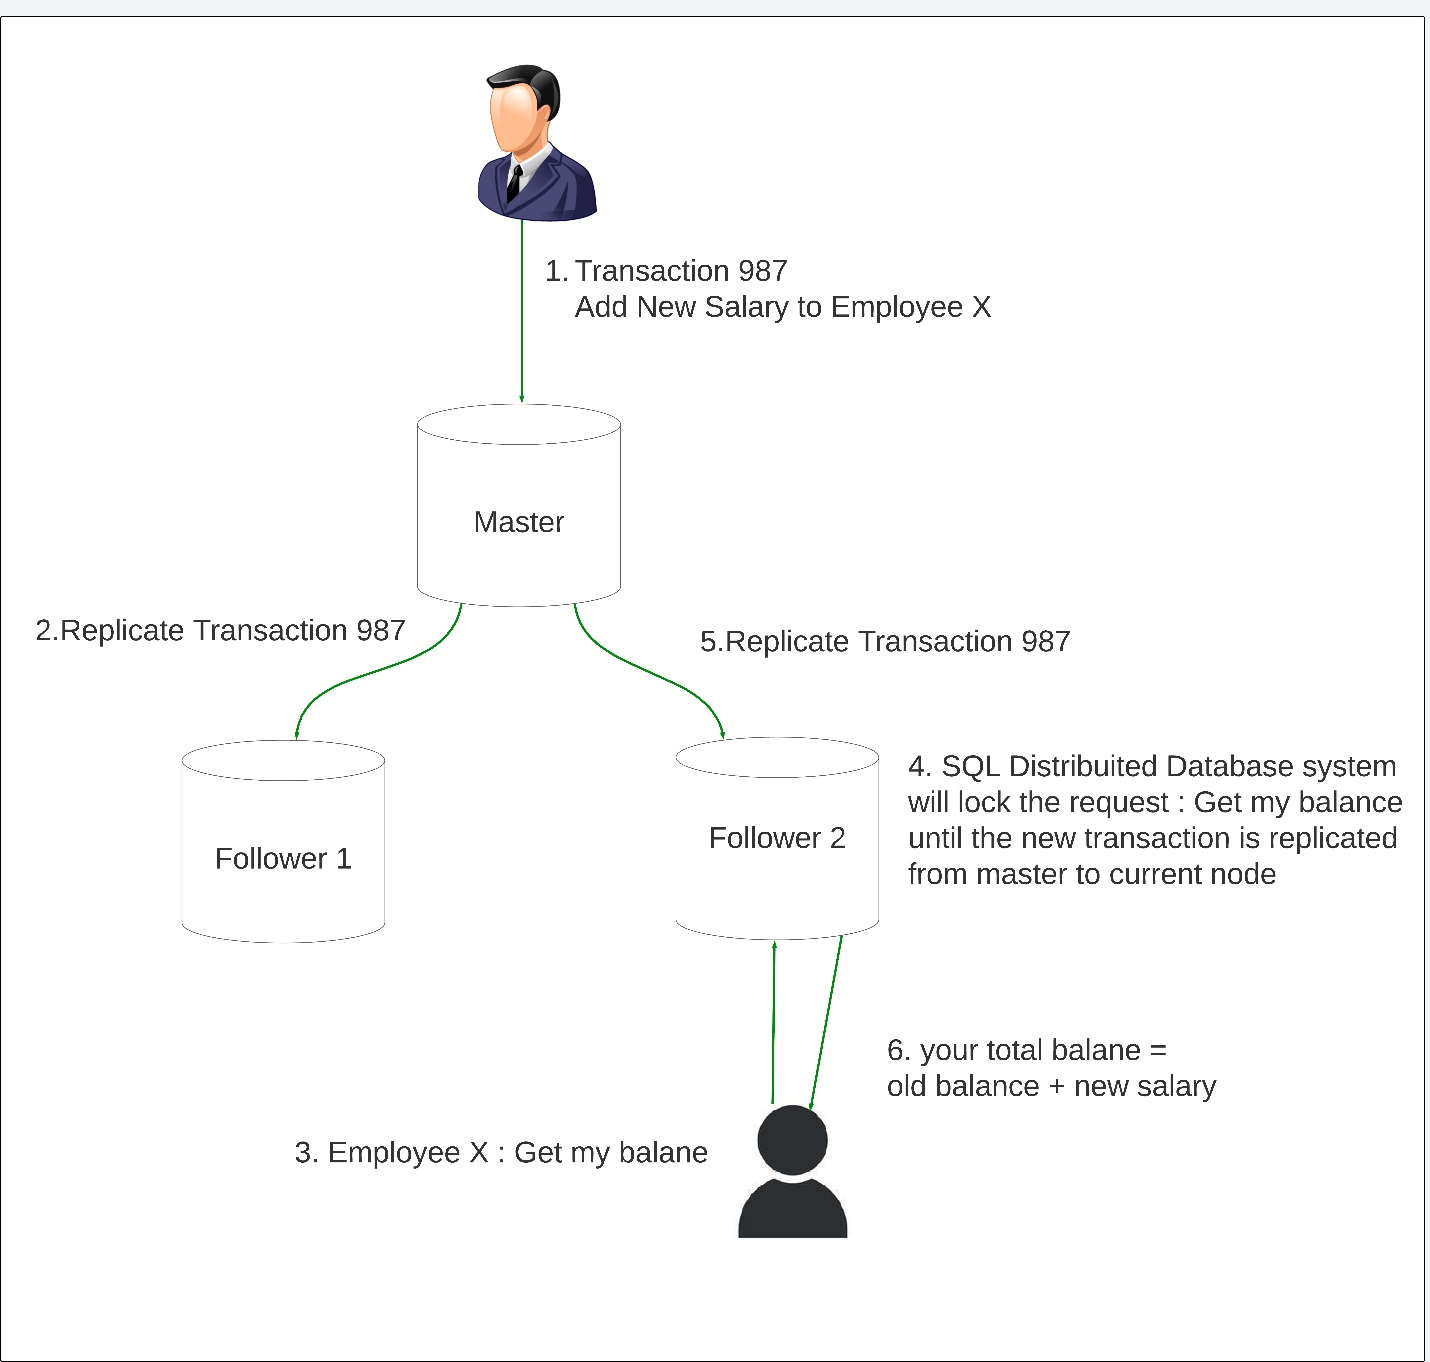 1. Transaction 987
Add New Salary to Employee X
Master
2.Replicate Transaction 987
5.Replicate Transaction 987
Follower 1
Follower 2
4. SQL Distribuited Database system
will lock the request : Get my balance
until the new transaction is replicated
from master to current node
6. your total balane =
old balance + new salary
3. Employee X : Get my balane